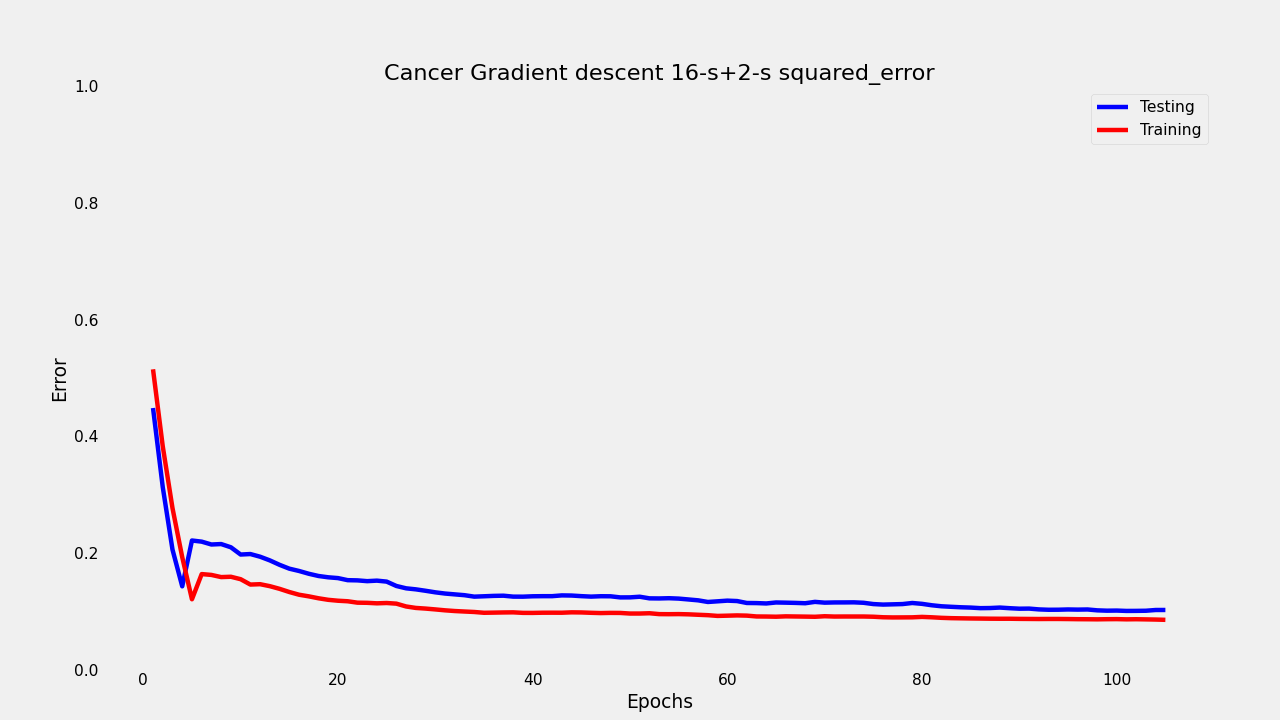 Cancer Gradient descent 16-s+2-s squared_error
Testing
Training
1.0
0.8
0.6
0.4
0.2
0.0
Error
0 20 40 60 80 100
Epochs